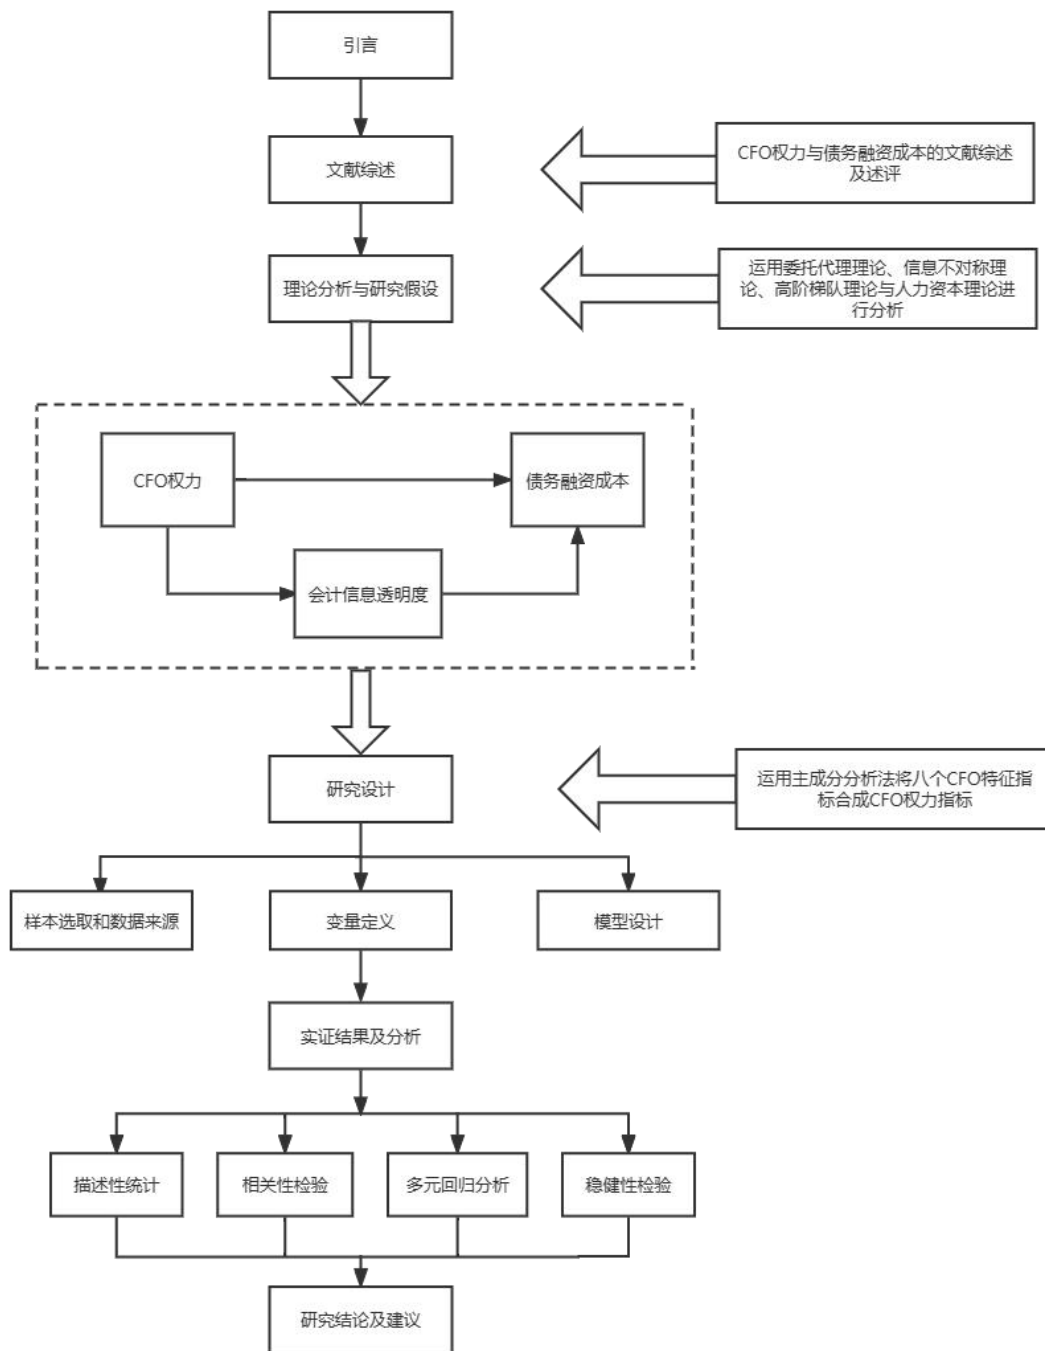 引言
文献综述
CFO权力与债务融资成本的文献综述
及述评
理论分析与研究假设
运用委托代理理论、信息不对称理
论、高阶梯队理论与人力资本理论进
行分析
CFO权力
债务融资成本
会计信息透明度
研究设计
运用主成分分析法将八个CFO特征指
标合成CFO权力指标
样本选取和数据来源
变量定义
模型设计
实证结果及分析
描述性统计
相关性检验
多元回归分析
稳健性检验
研究结论及建议